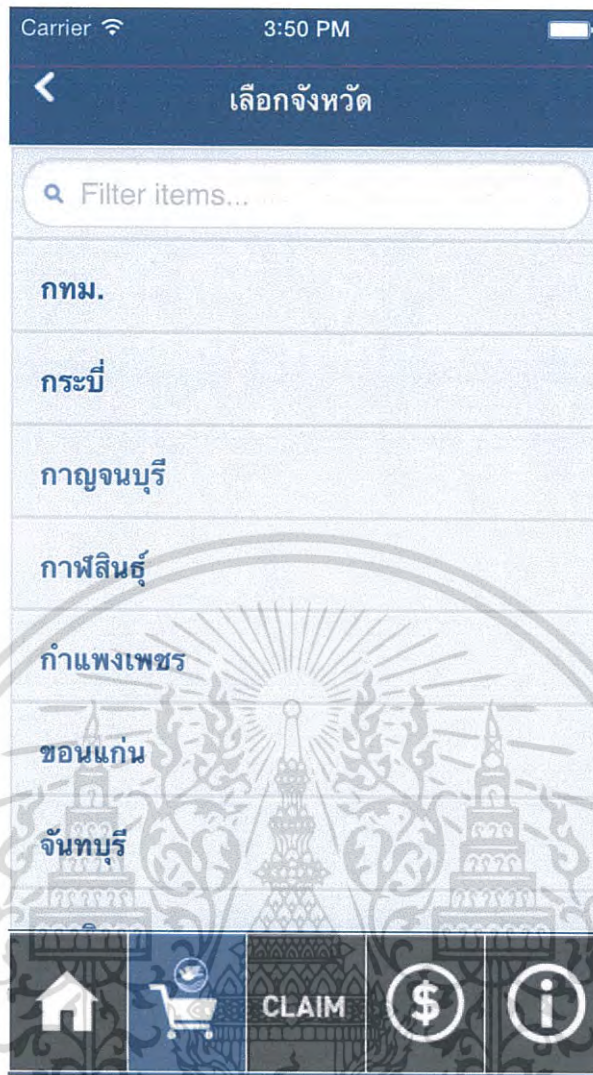 Carrier 3:50 PM
เลือกจังหวัด
Filter items...
กทม.
กระบี่
กาญจนบุรี
กาฬสินธุ์
กำแพงเพชร
ขอนแก่น
จันทบุรี
CLAIM